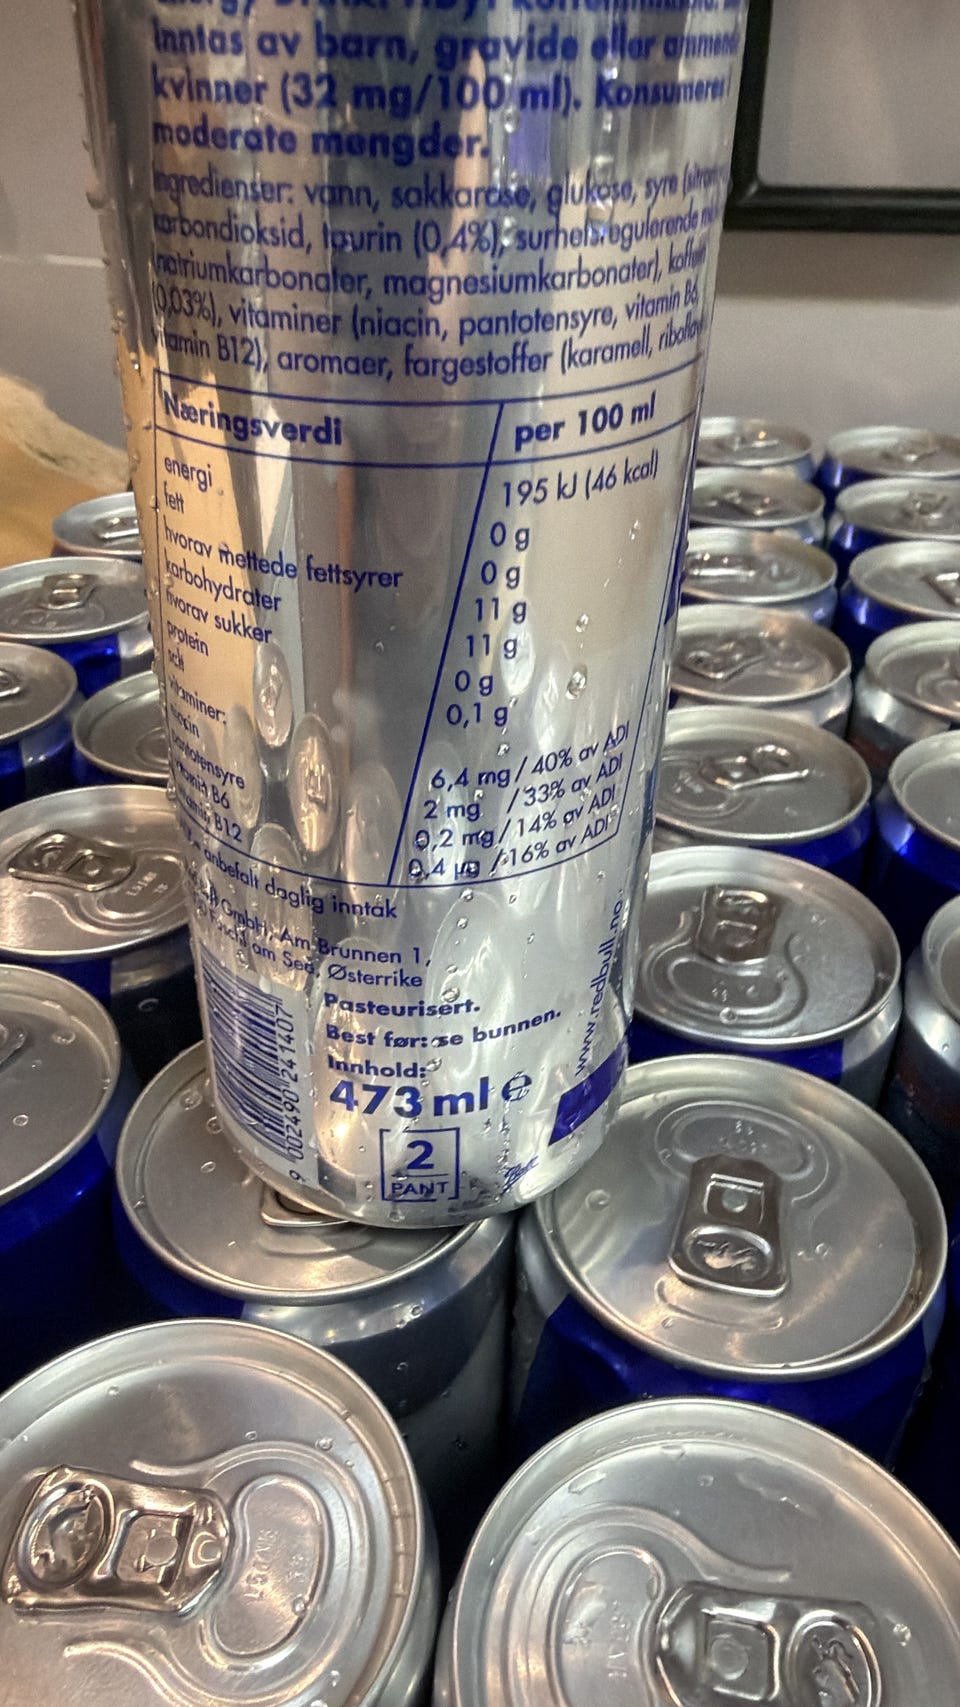 inntas av barn, gravide eller ammende
kvinner (32 mg/100 ml). Konsumeres
moderate mengder.
Ingredienser: vann, sakkarose, glukose, syre
karbondioksid, taurin (0,4%), surhetsregulerende
natriumkarbonater, magnesiumkarbonater), koffein
(0,03%), vitaminer (niacin, pantotensyre, vitamin B6,
vitamin B12), aromaer, fargestoffer (karamell,
Næringsverdi per 100 ml
energi 195 kJ (46 kcal)
fett 0 g
hvorav mettede fettsyrer 0 g
karbohydrater 11 g
hvorav sukker 11 g
protein 0 g
salt 0,1 g
vitaminer:
niacin 6,4 mg / 40% av ADI
pantotensyre 2 mg / 33% av ADI
vitamin B6 0,2 mg / 14% av ADI
vitamin B12 0,4 µg / 16% av ADI
anbefalt daglig inntak
GmbH, Am Brunnen 1,
Fuschl am See, Østerrike
Pasteurisert.
Best før: se bunnen.
Innhold:
473 ml e
2
PANT
www.redbull.no
9 002490 241407